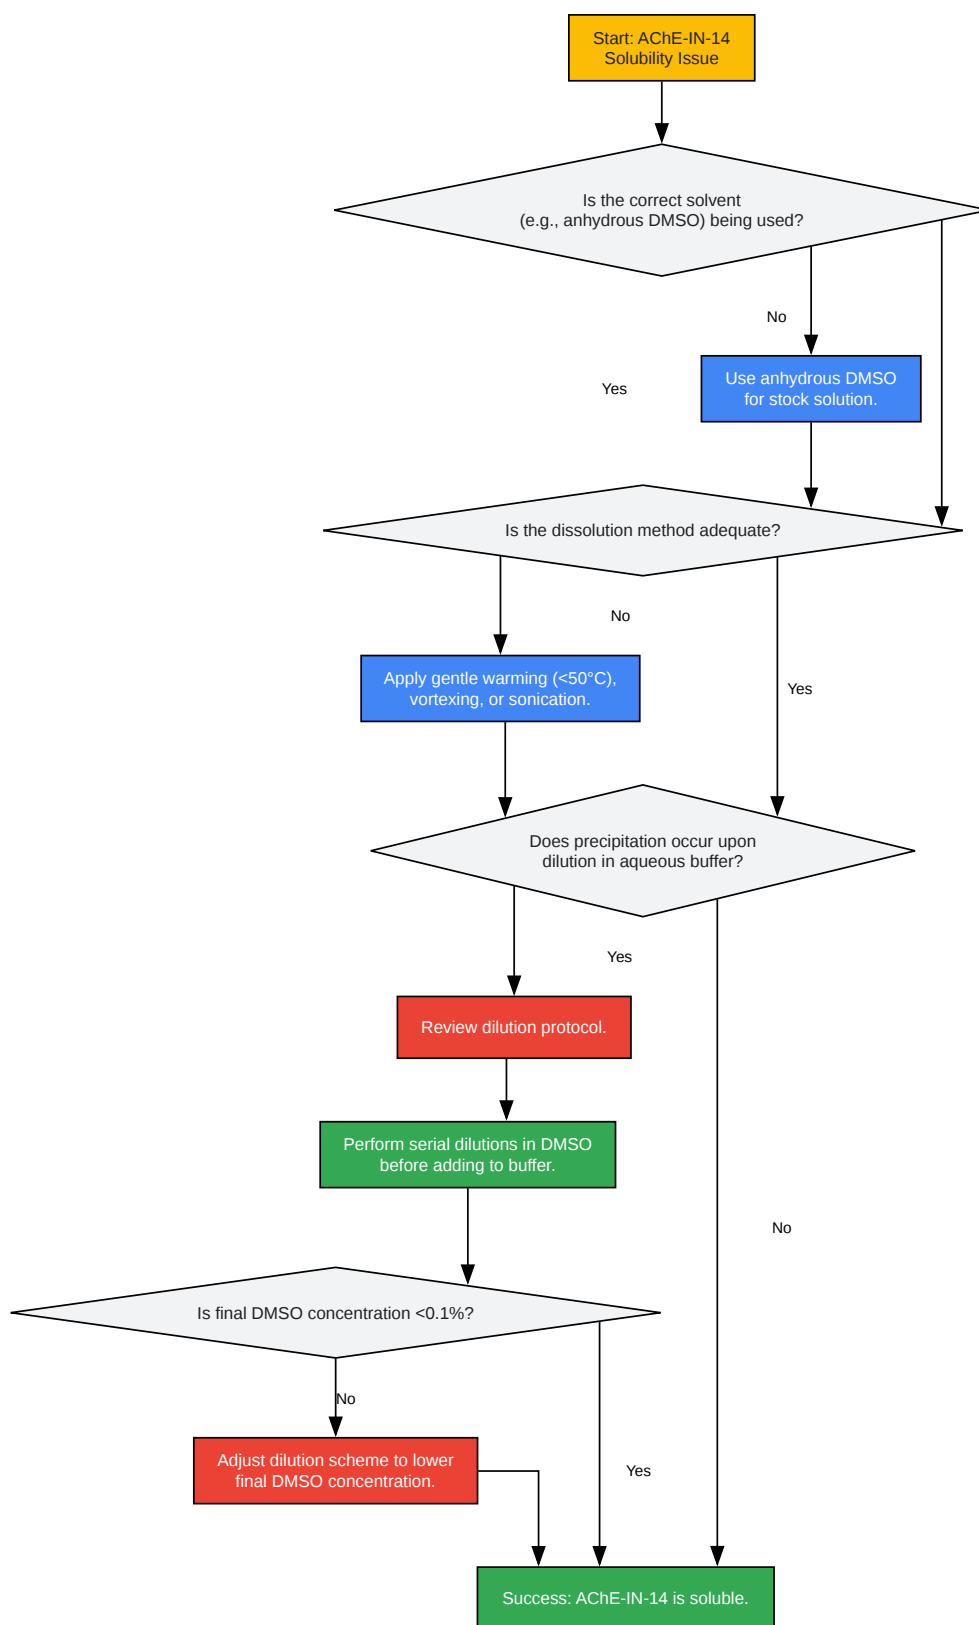 Start: AChE-IN-14
Solubility Issue
Is the correct solvent
(e.g., anhydrous DMSO) being used?
No
Use anhydrous DMSO
for stock solution.
Yes
Is the dissolution method adequate?
No
Apply gentle warming (<50°C),
vortexing, or sonication.
Yes
Does precipitation occur upon
dilution in aqueous buffer?
Yes
Review dilution protocol.
Perform serial dilutions in DMSO
before adding to buffer.
No
Is final DMSO concentration <0.1%?
No
Adjust dilution scheme to lower
final DMSO concentration.
Yes
Success: AChE-IN-14 is soluble.